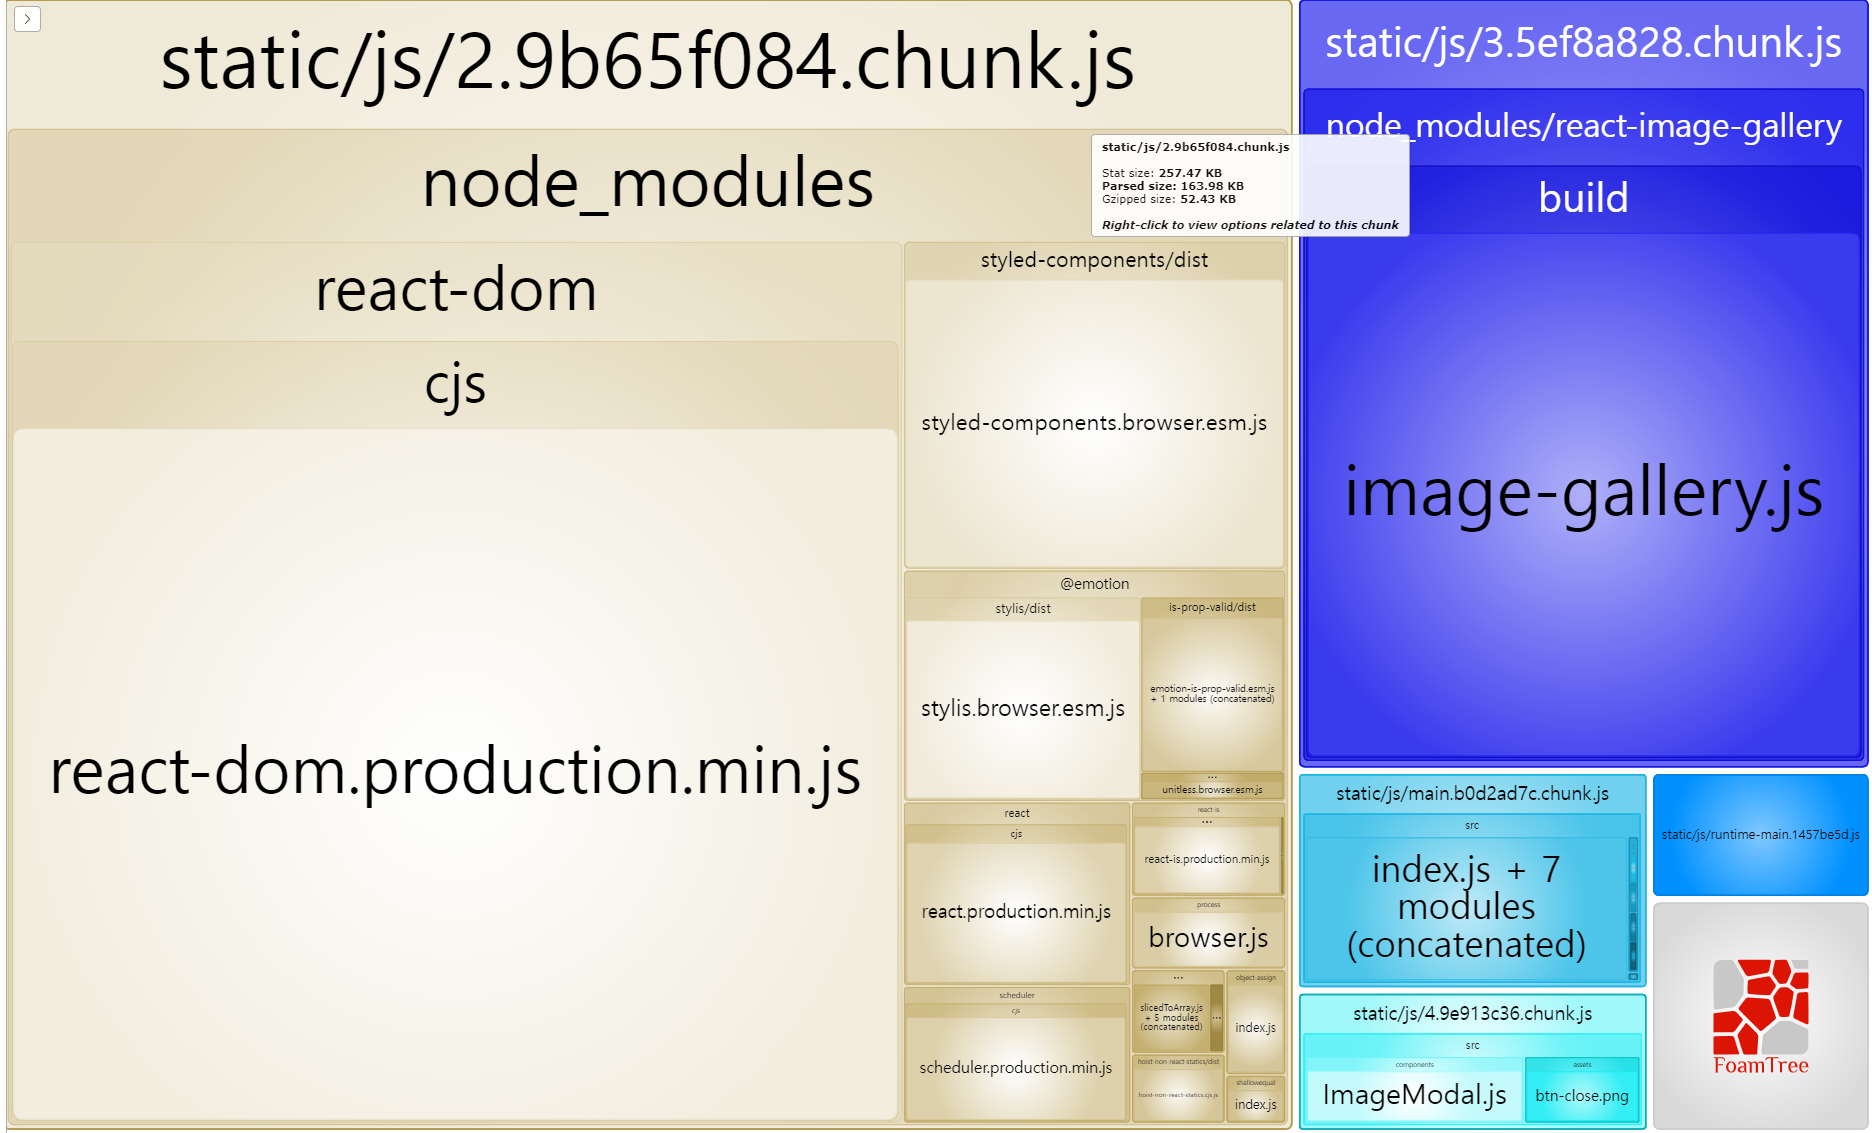 static/js/2.9b65f084.chunk.js
node_modules
react-dom
cjs
react-dom.production.min.js
styled-components/dist
styled-components.browser.esm.js
@emotion
stylis/dist
stylis.browser.esm.js
is-prop-valid/dist
emotion-is-prop-valid.esm.js
+ 1 modules (concatenated)
...
unitless.browser.esm.js
react
cjs
react.production.min.js
scheduler
cjs
scheduler.production.min.js
react is
...
react-is.production.min.js
process
browser.js
...
slicedToArray.js
+ 5 modules
(concatenated)
...
object assign
index.js
hoist-non-react-statics/dist
hoist-non-react-statics.cjs.js
shallowequal
index.js
static/js/2.9b65f084.chunk.js
Stat size: 257.47 KB
Parsed size: 163.98 KB
Gzipped size: 52.43 KB
Right-click to view options related to this chunk
static/js/3.5ef8a828.chunk.js
node_modules/react-image-gallery
build
image-gallery.js
static/js/main.b0d2ad7c.chunk.js
src
index.js + 7
modules
(concatenated)
static/js/4.9e913c36.chunk.js
src
components
ImageModal.js
assets
btn-close.png
static/js/runtime-main.1457be5d.js
FoamTree